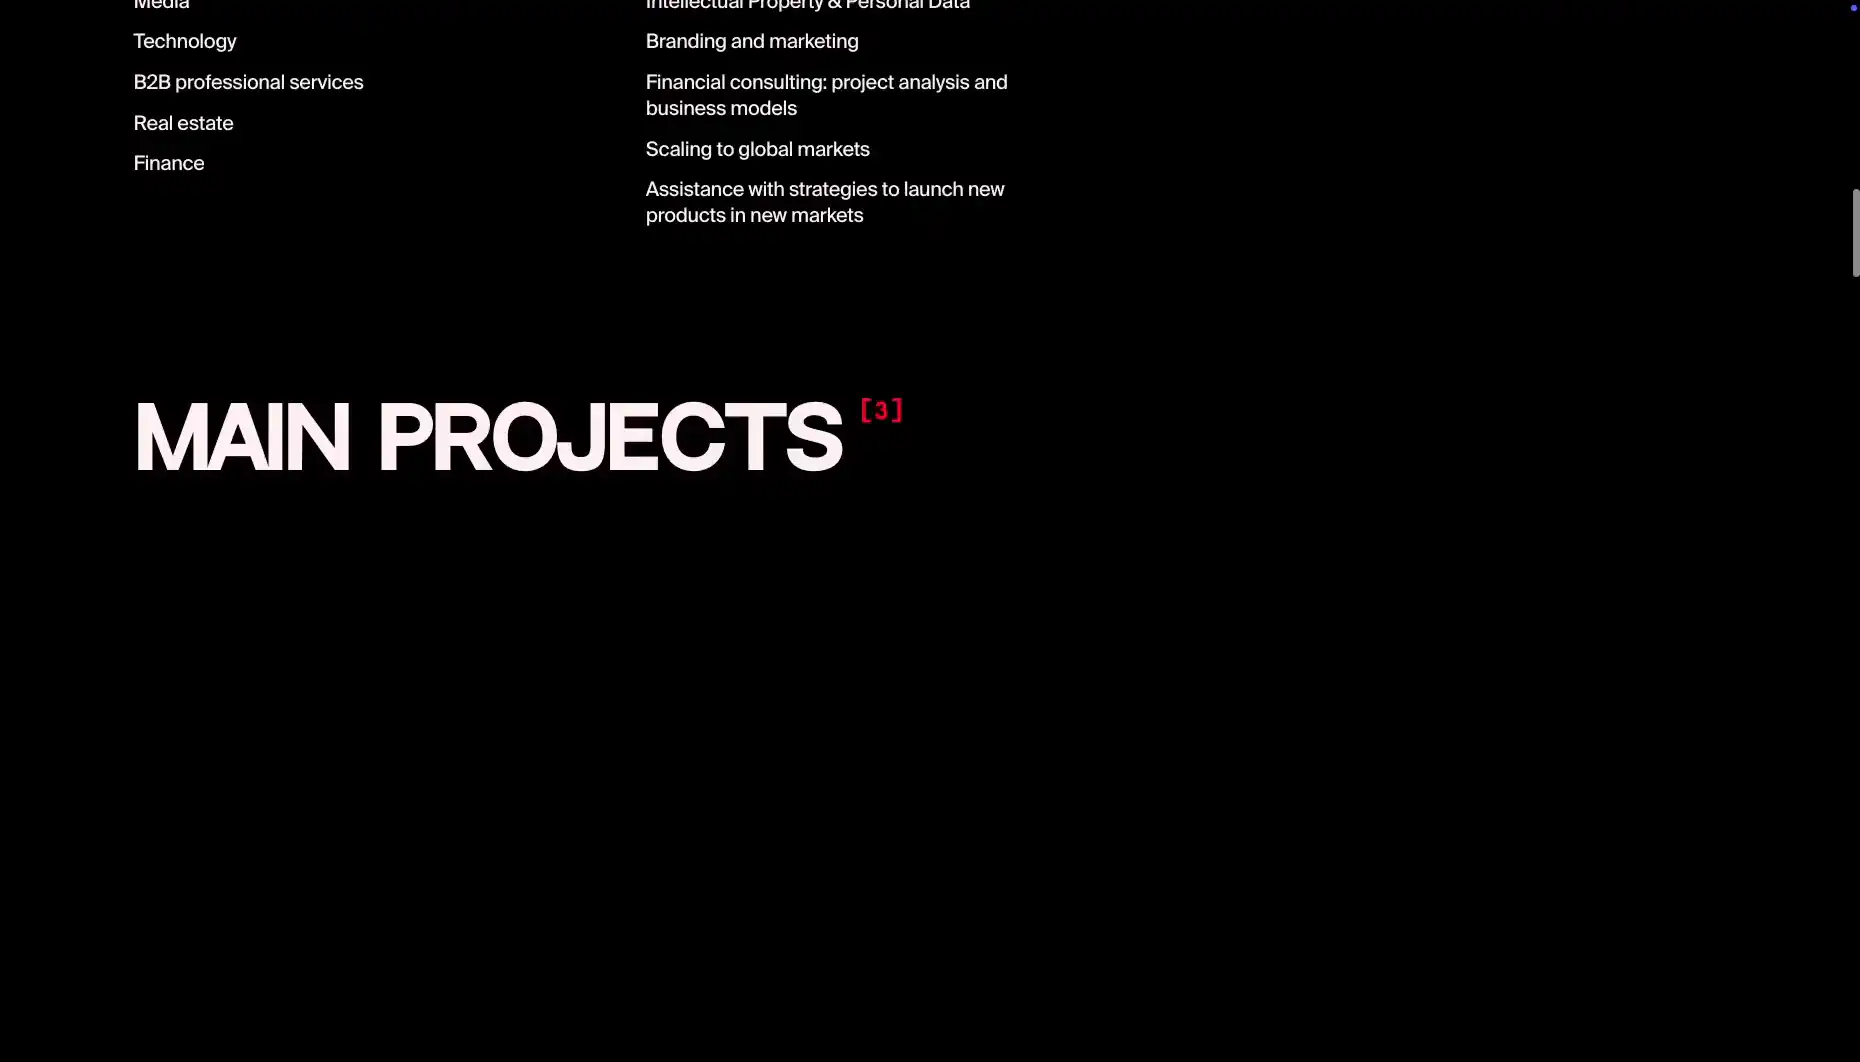 Media
Technology
B2B professional services
Real estate
Finance
Intellectual Property & Personal Data
Branding and marketing
Financial consulting: project analysis and
business models
Scaling to global markets
Assistance with strategies to launch new
products in new markets
MAIN PROJECTS [3]